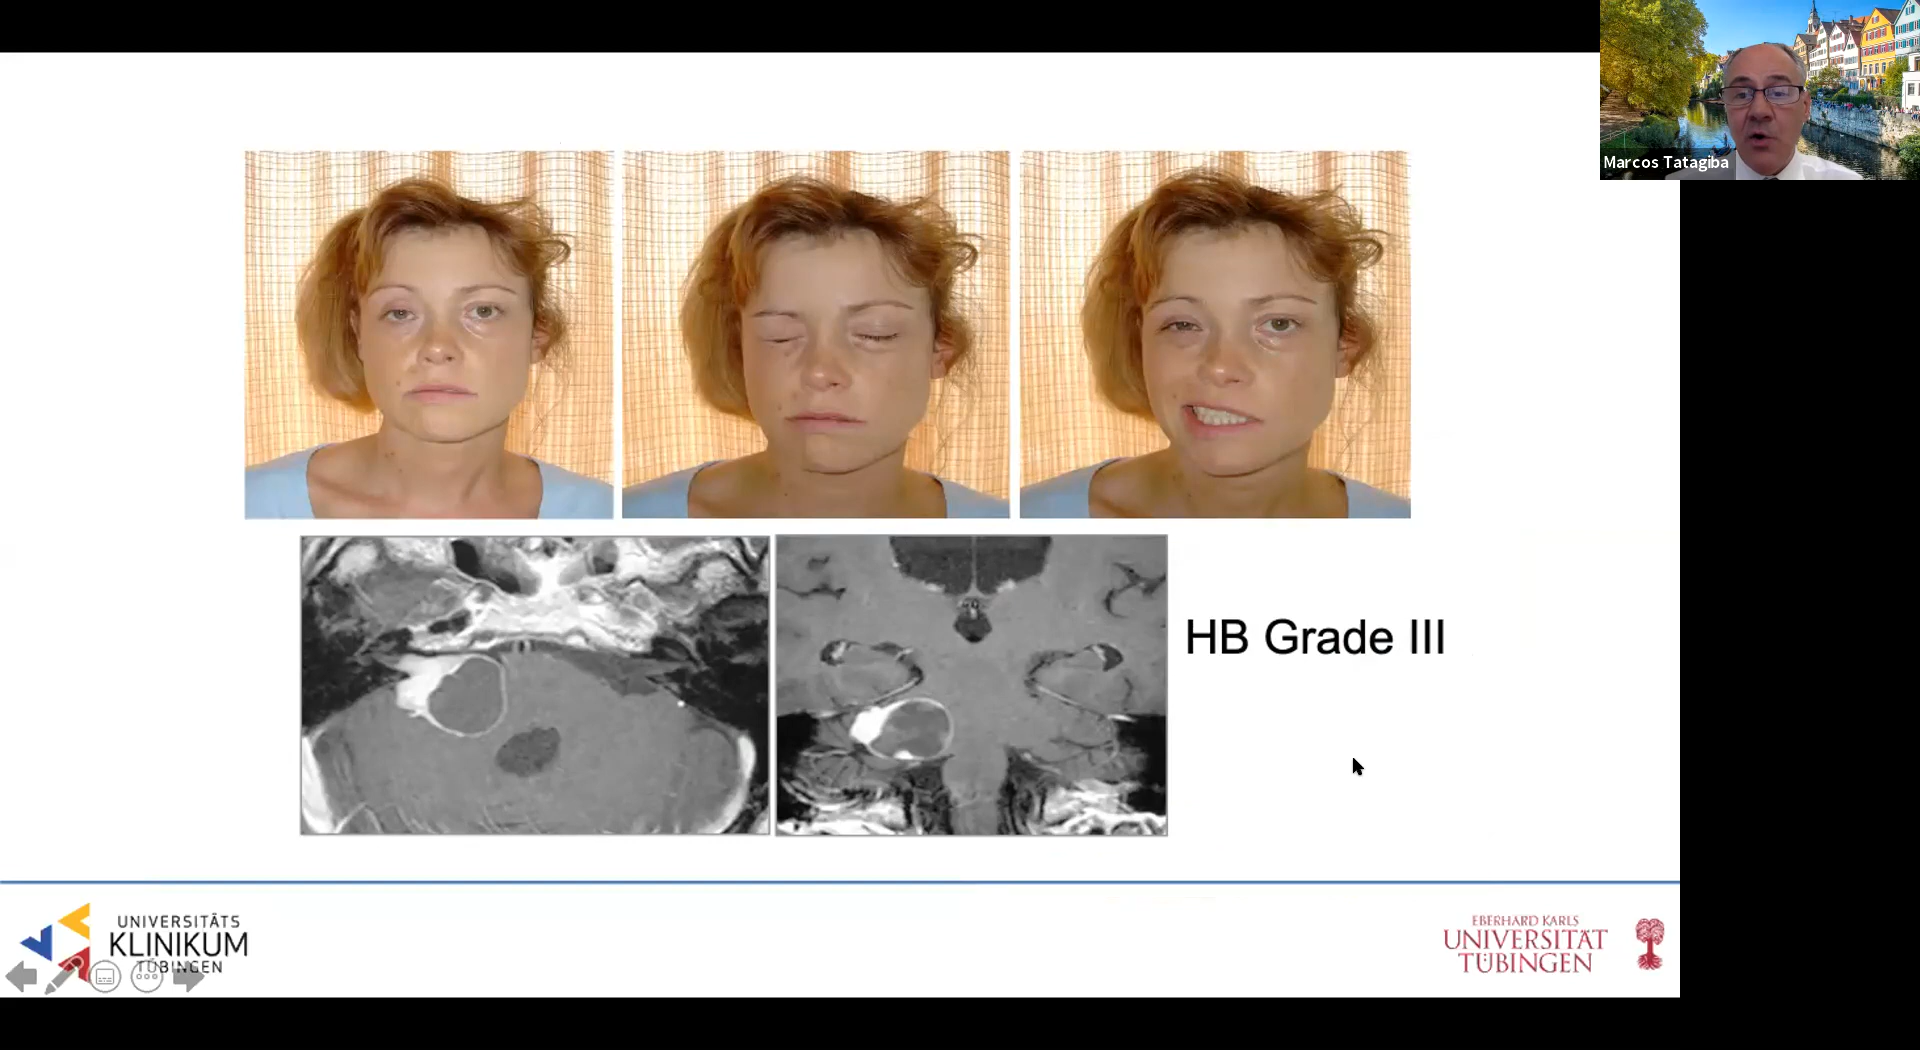 Marcos Tatagiba
HB Grade III
UNIVERSITÄTS
KLINIKUM
TÜBINGEN
EBERHARD KARLS
UNIVERSITÄT
TÜBINGEN